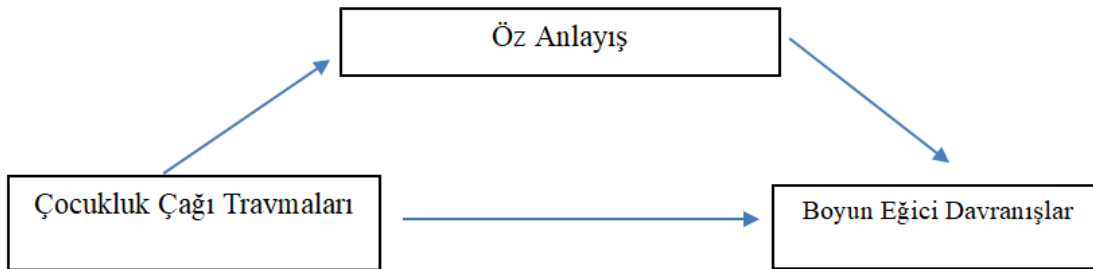 Öz Anlayış
Çocukluk Çağı Travmaları
Boyun Eğici Davranışlar